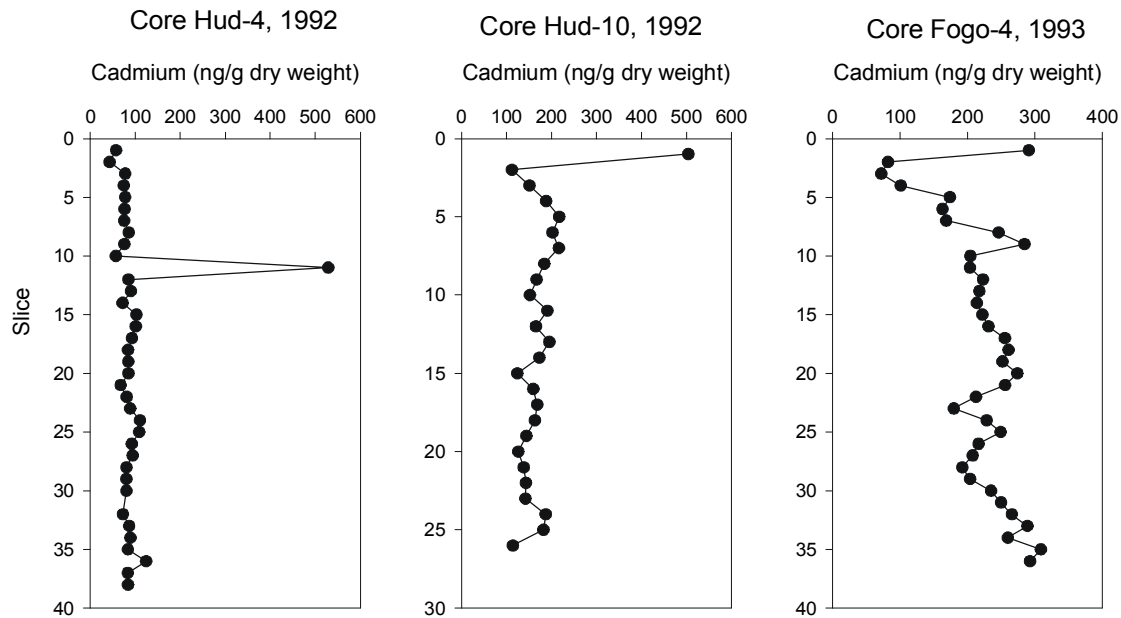 Core Hud-4, 1992
Cadmium (ng/g dry weight)
0 100 200 300 400 500 600
Slice
0
5
10
15
20
25
30
35
40
Core Hud-10, 1992
Cadmium (ng/g dry weight)
0 100 200 300 400 500 600
0
5
10
15
20
25
30
Core Fogo-4, 1993
Cadmium (ng/g dry weight)
0 100 200 300 400
0
5
10
15
20
25
30
35
40